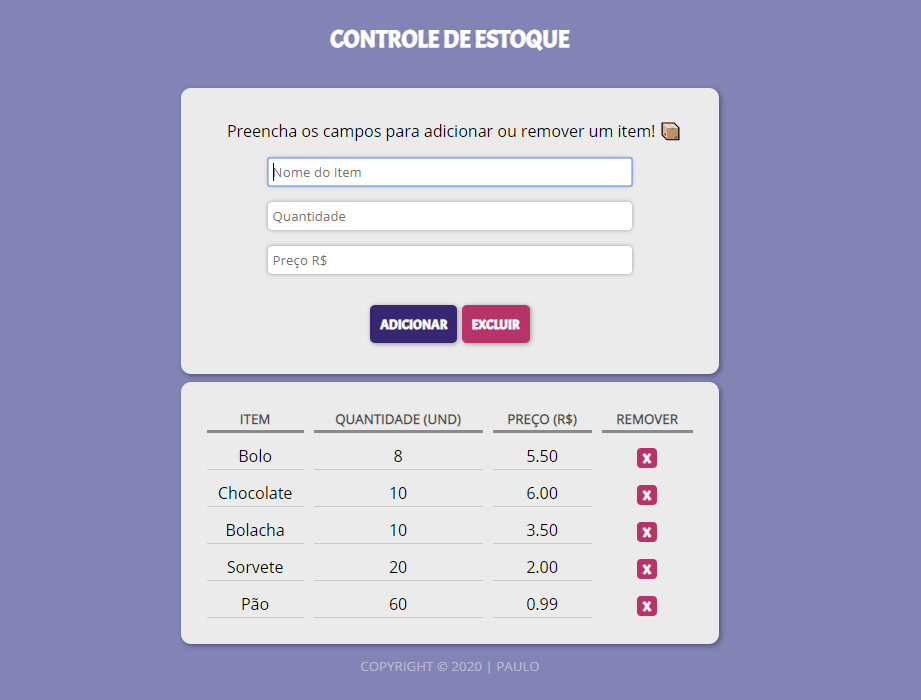 CONTROLE DE ESTOQUE
Preencha os campos para adicionar ou remover um item!
Nome do Item
Quantidade
Preço R$
ADICIONAR EXCLUIR
ITEM QUANTIDADE (UND) PREÇO (R$) REMOVER
Bolo 8 5.50 X
Chocolate 10 6.00 X
Bolacha 10 3.50 X
Sorvete 20 2.00 X
Pão 60 0.99 X
COPYRIGHT © 2020 | PAULO